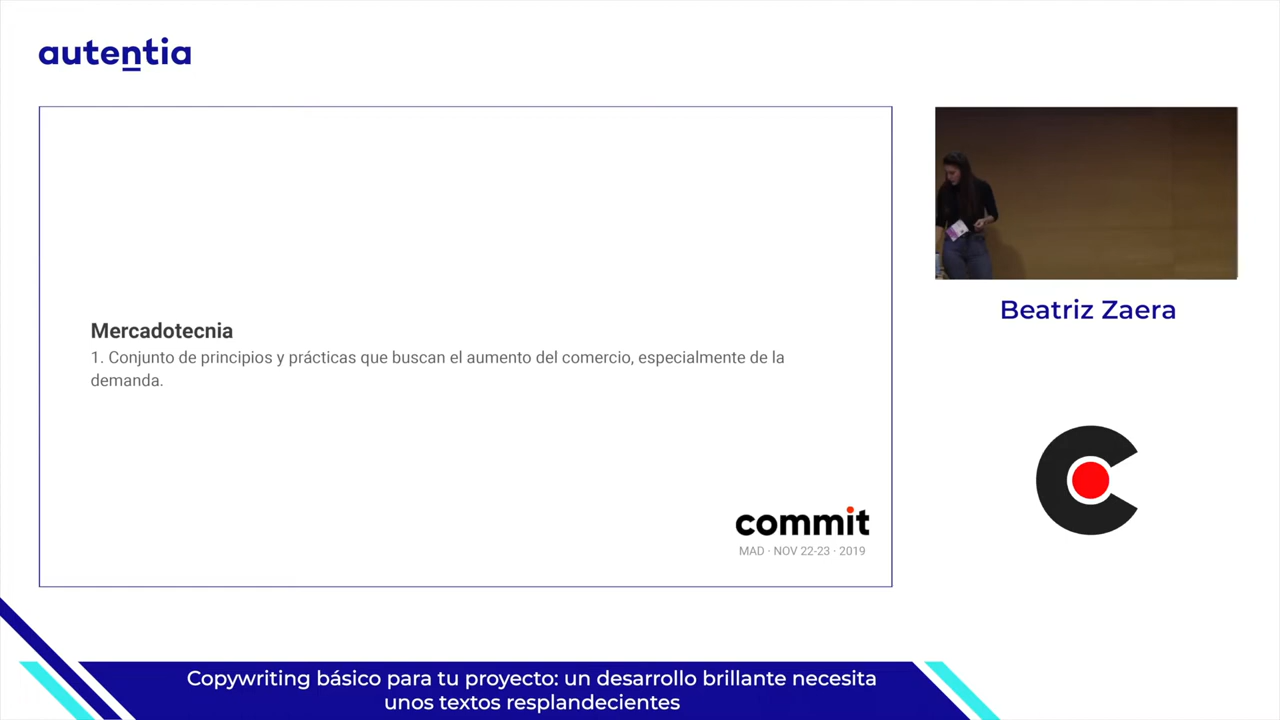 autentia
Mercadotecnia
1. Conjunto de principios y prácticas que buscan el aumento del comercio, especialmente de la
demanda.
commit
MAD · NOV 22-23 · 2019
Beatriz Zaera
Copywriting básico para tu proyecto: un desarrollo brillante necesita
unos textos resplandecientes